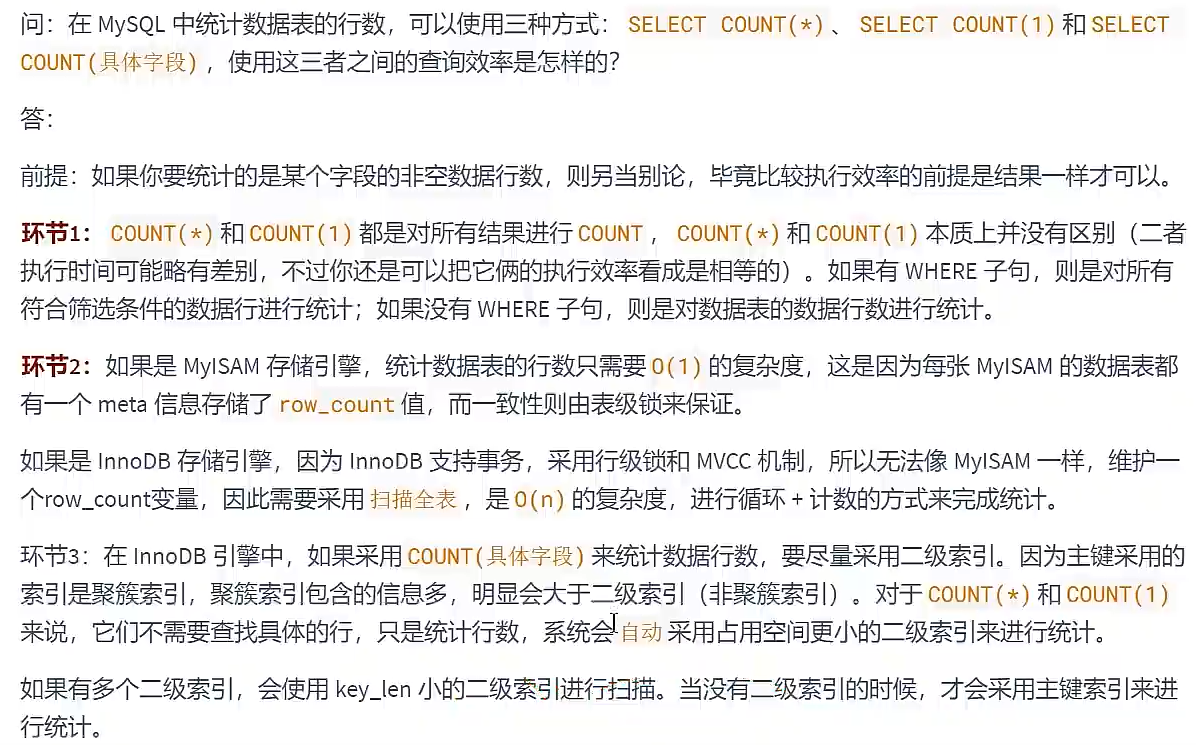 问：在 MySQL 中统计数据表的行数，可以使用三种方式： SELECT COUNT(*) 、 SELECT COUNT(1) 和 SELECT
COUNT(具体字段) ，使用这三者之间的查询效率是怎样的？
答：
前提：如果你要统计的是某个字段的非空数据行数，则另当别论，毕竟比较执行效率的前提是结果一样才可以。
环节1： COUNT(*) 和 COUNT(1) 都是对所有结果进行 COUNT ， COUNT(*) 和 COUNT(1) 本质上并没有区别（二者
执行时间可能略有差别，不过你还是可以把它俩的执行效率看成是相等的）。如果有 WHERE 子句，则是对所有
符合筛选条件的数据行进行统计；如果没有 WHERE 子句，则是对数据表的数据行数进行统计。
环节2：如果是 MyISAM 存储引擎，统计数据表的行数只需要 O(1) 的复杂度，这是因为每张 MyISAM 的数据表都
有一个 meta 信息存储了 row_count 值，而一致性则由表级锁来保证。
如果是 InnoDB 存储引擎，因为 InnoDB 支持事务，采用行级锁和 MVCC 机制，所以无法像 MyISAM 一样，维护一
个row_count变量，因此需要采用 扫描全表 ，是 O(n) 的复杂度，进行循环 + 计数的方式来完成统计。
环节3：在 InnoDB 引擎中，如果采用 COUNT(具体字段) 来统计数据行数，要尽量采用二级索引。因为主键采用的
索引是聚簇索引，聚簇索引包含的信息多，明显会大于二级索引（非聚簇索引）。对于 COUNT(*) 和 COUNT(1)
来说，它们不需要查找具体的行，只是统计行数，系统会 自动 采用占用空间更小的二级索引来进行统计。
如果有多个二级索引，会使用 key_len 小的二级索引进行扫描。当没有二级索引的时候，才会采用主键索引来进
行统计。